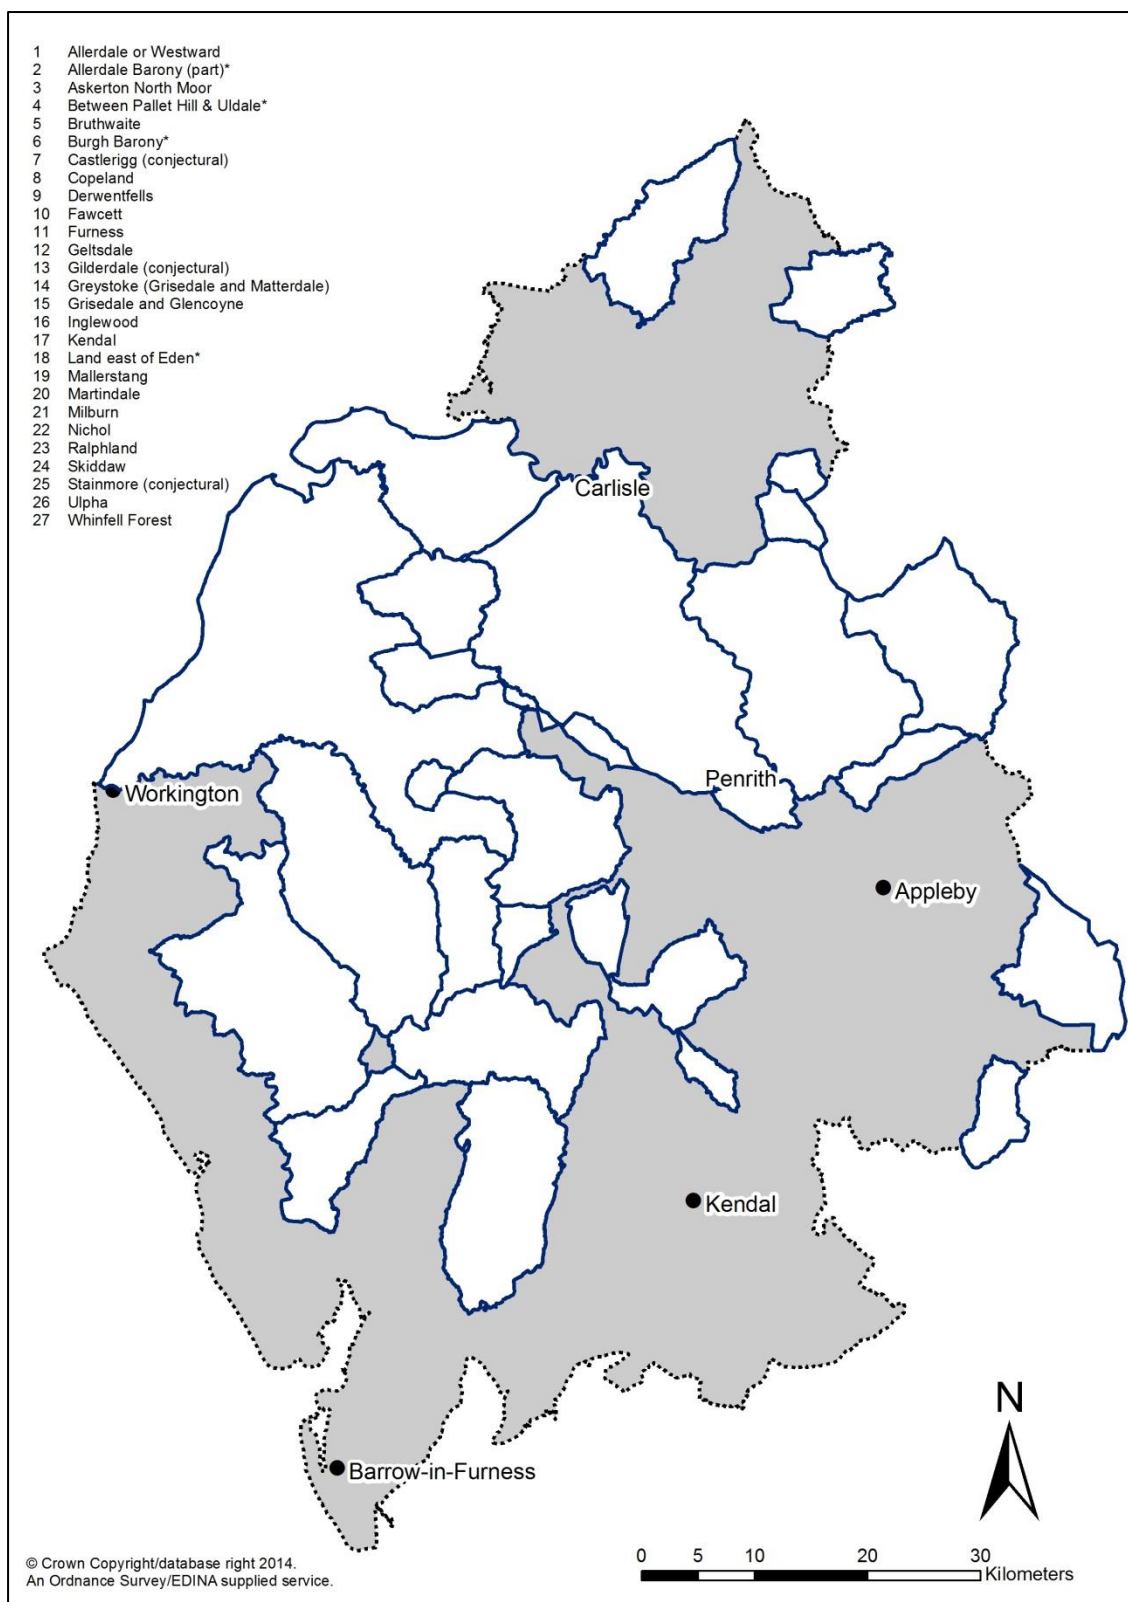 1 Allerdale or Westward
2 Allerdale Barony (part)*
3 Askerton North Moor
4 Between Pallet Hill & Uldale*
5 Bruthwaite
6 Burgh Barony*
7 Castlerigg (conjectural)
8 Copeland
9 Derwentfells
10 Fawcett
11 Furness
12 Geltsdale
13 Gilderdale (conjectural)
14 Greystoke (Grisedale and Matterdale)
15 Grisedale and Glencoyne
16 Inglewood
17 Kendal
18 Land east of Eden*
19 Mallerstang
20 Martindale
21 Milburn
22 Nichol
23 Ralphland
24 Skiddaw
25 Stainmore (conjectural)
26 Ulpha
27 Whinfell Forest
Carlisle
Penrith
Workington
Appleby
Kendal
N
Barrow-in-Furness
0 5 10 20 30
Kilometers
© Crown Copyright/database right 2014.
An Ordnance Survey/EDINA supplied service.